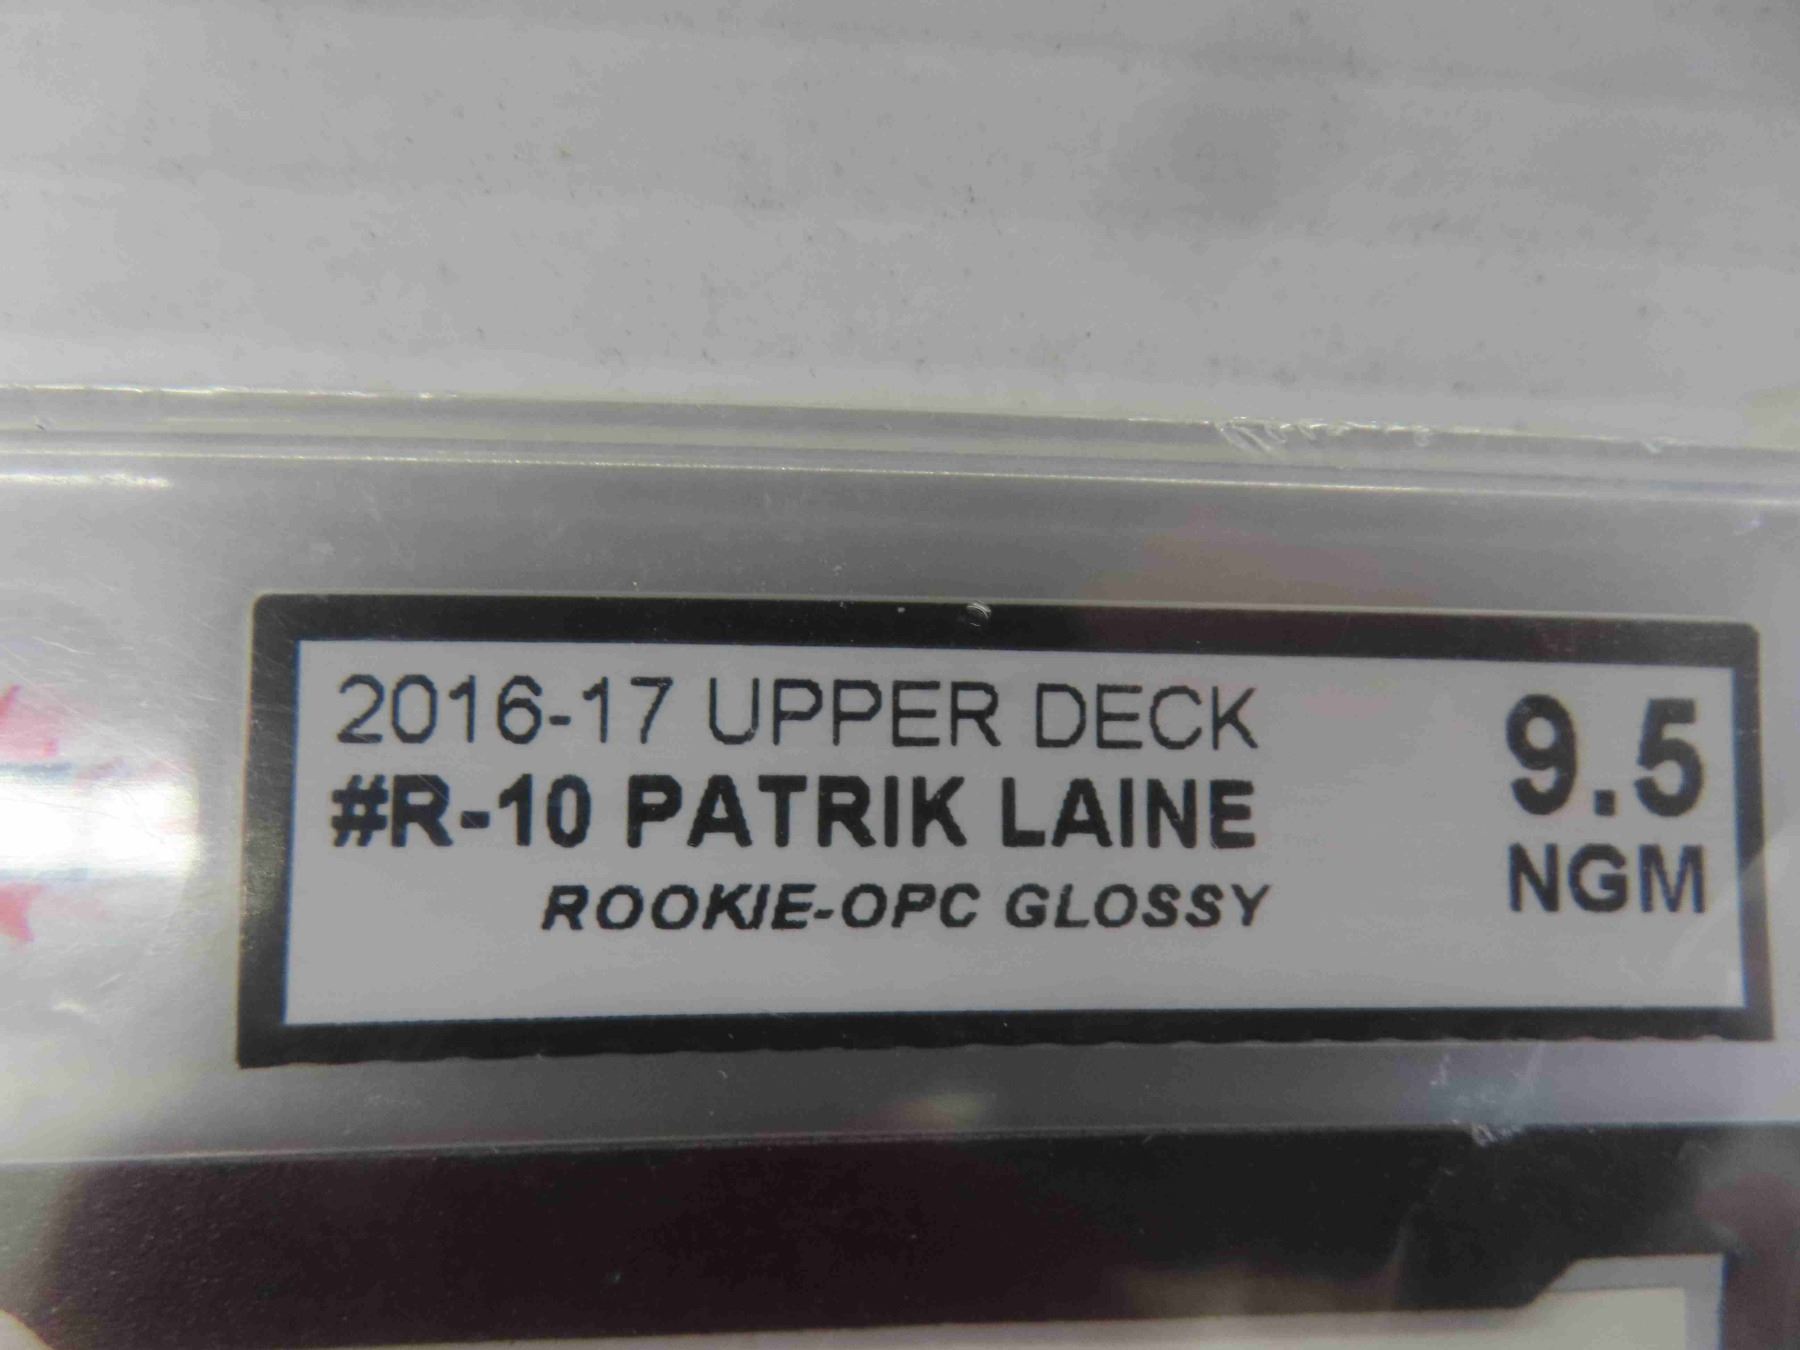 2016-17 UPPER DECK
#R-10 PATRIK LAINE
ROOKIE-OPC GLOSSY
9.5
NGM